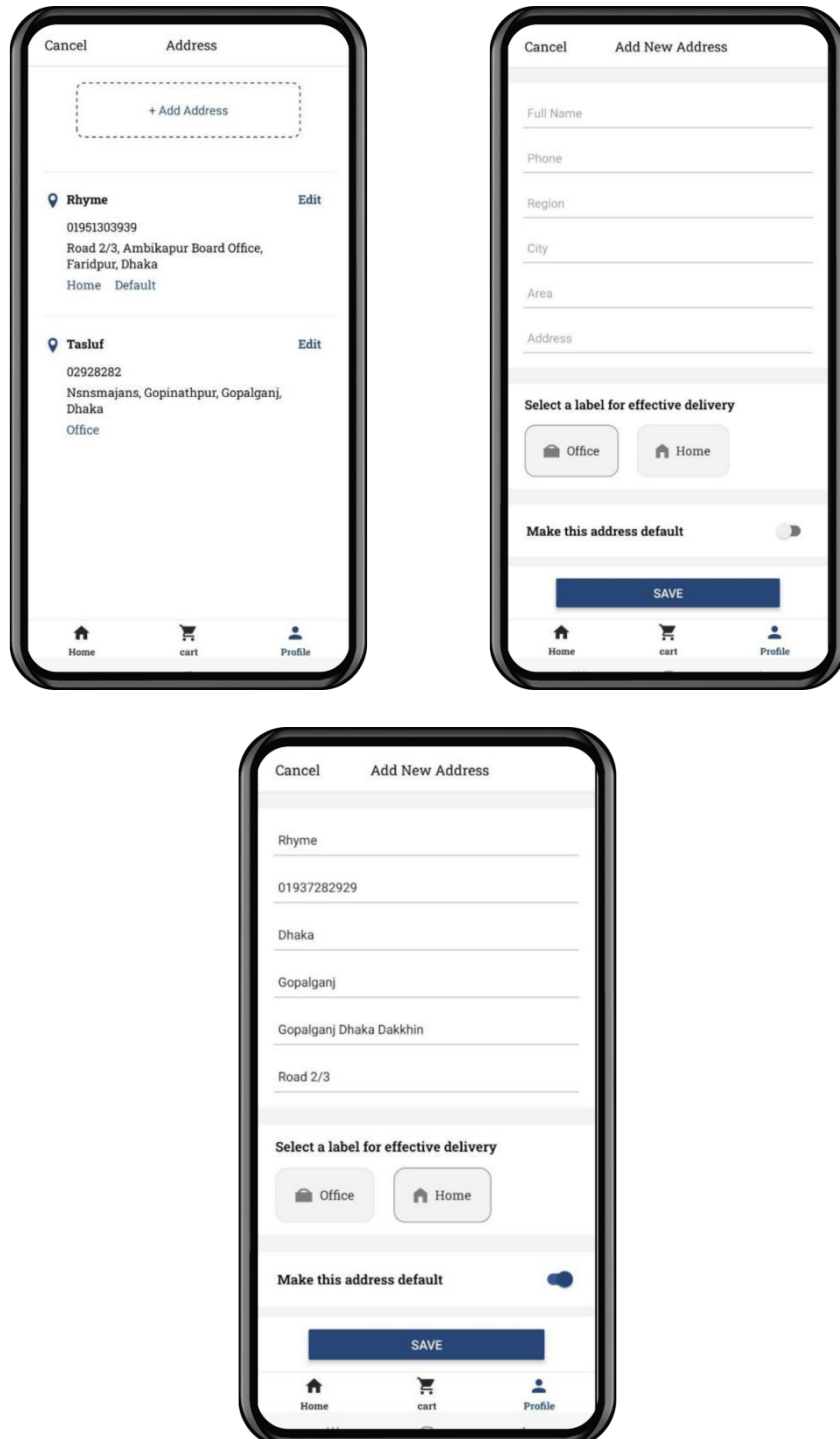 Cancel Address
+ Add Address
Rhyme Edit
01951303939
Road 2/3, Ambikapur Board Office,
Faridpur, Dhaka
Home Default
Tasluf Edit
02928282
Nsnsmajans, Gopinathpur, Gopalganj,
Dhaka
Office
Home cart Profile
Cancel Add New Address
Full Name
Phone
Region
City
Area
Address
Select a label for effective delivery
Office Home
Make this address default
SAVE
Home cart Profile
Cancel Add New Address
Rhyme
01937282929
Dhaka
Gopalganj
Gopalganj Dhaka Dakkhin
Road 2/3
Select a label for effective delivery
Office Home
Make this address default
SAVE
Home cart Profile